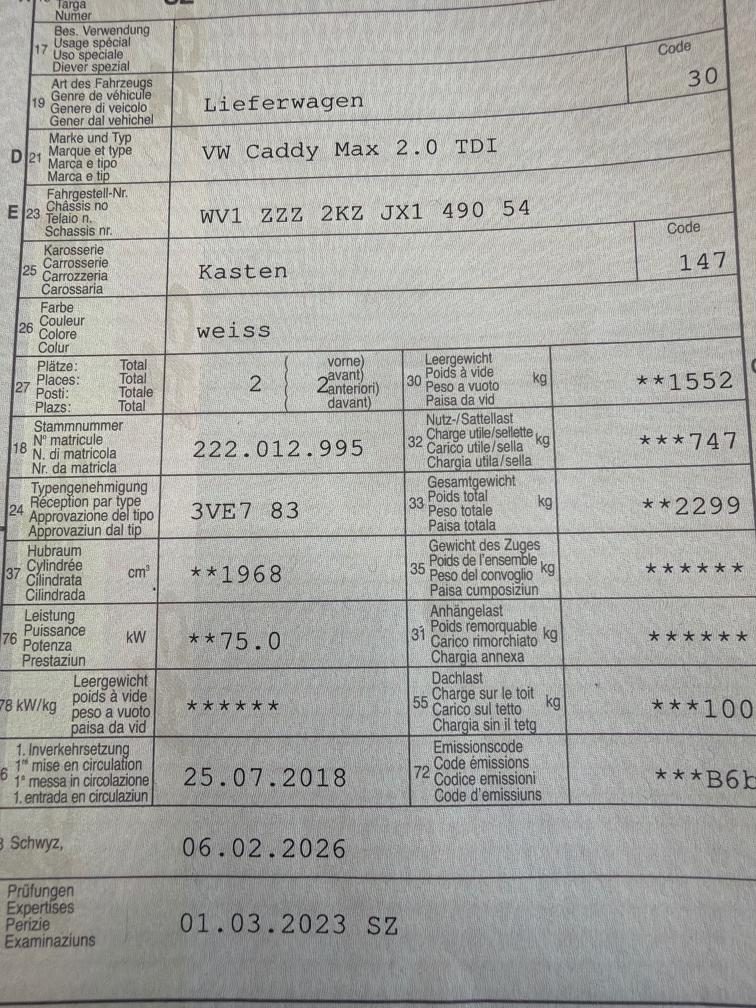 Targa
Numer
17 Bes. Verwendung
Usage spécial
Uso speciale
Diever spezial
19 Art des Fahrzeugs
Genre de véhicule
Genere di veicolo
Gener dal vehichel
Lieferwagen
Code
30
D 21 Marke und Typ
Marque et type
Marca e tipo
Marca e tip
VW Caddy Max 2.0 TDI
E 23 Fahrgestell-Nr.
Châssis no
Telaio n.
Schassis nr.
WV1 ZZZ 2KZ JX1 490 54
25 Karosserie
Carrosserie
Carrozzeria
Carossaria
Kasten
Code
147
26 Farbe
Couleur
Colore
Colur
weiss
27 Plätze: Total
Places: Total
Posti: Totale
Plazs: Total
2 ( 2 vorne)
avant)
anteriori)
davant)
30 Leergewicht
Poids à vide
Peso a vuoto
Paisa da vid
kg
**1552
18 Stammnummer
N° matricule
N. di matricola
Nr. da matricla
222.012.995
32 Nutz-/Sattellast
Charge utile/sellette
Carico utile/sella
Chargia utila/sella
kg
***747
24 Typengenehmigung
Réception par type
Approvazione del tipo
Approvaziun dal tip
3VE7 83
33 Gesamtgewicht
Poids total
Peso totale
Paisa totala
kg
**2299
37 Hubraum
Cylindrée
Cilindrata
Cilindrada
cm³
**1968
35 Gewicht des Zuges
Poids de l'ensemble
Peso del convoglio
Paisa cumposiziun
kg
******
76 Leistung
Puissance
Potenza
Prestaziun
kW
**75.0
31 Anhängelast
Poids remorquable
Carico rimorchiato
Chargia annexa
kg
******
78 kW/kg Leergewicht
poids à vide
peso a vuoto
paisa da vid
******
55 Dachlast
Charge sur le toit
Carico sul tetto
Chargia sin il tetg
kg
***100
6 1. Inverkehrsetzung
1re mise en circulation
1a messa in circolazione
1. entrada en circulaziun
25.07.2018
72 Emissionscode
Code émissions
Codice emissioni
Code d'emissiuns
***B6b
Schwyz,
06.02.2026
Prüfungen
Expertises
Perizie
Examinaziuns
01.03.2023 SZ